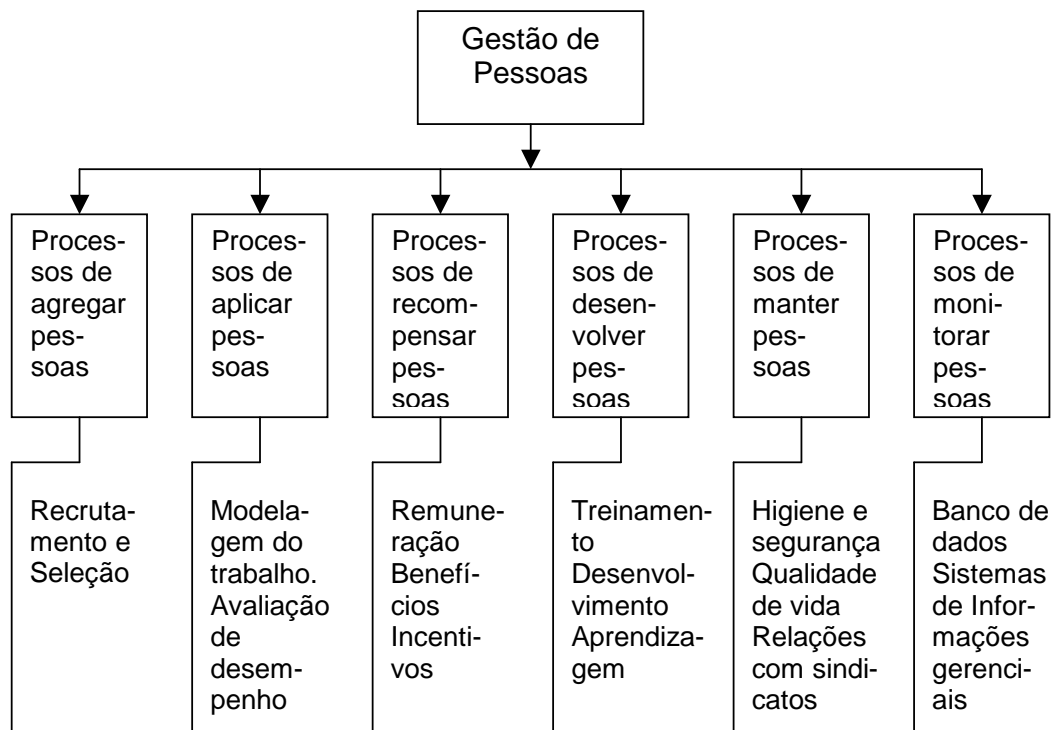 Gestão de
Pessoas
Proces-
sos de
agregar
pes-
soas
Proces-
sos de
aplicar
pes-
soas
Proces-
sos de
recom-
pensar
pes-
soas
Proces-
sos de
desen-
volver
pes-
soas
Proces-
sos de
manter
pes-
soas
Proces-
sos de
moni-
torar
pes-
soas
Recruta-
mento e
Seleção
Modela-
gem do
trabalho.
Avaliação
de
desem-
penho
Remune-
ração
Benefí-
cios
Incenti-
vos
Treinamen-
to
Desenvol-
vimento
Aprendiza-
gem
Higiene e
segurança
Qualidade
de vida
Relações
com sindi-
catos
Banco de
dados
Sistemas
de Infor-
mações
gerenci-
ais